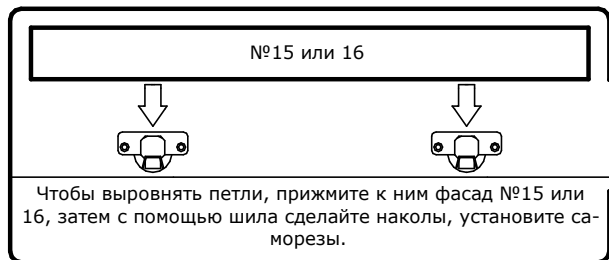 №15 или 16
Чтобы выровнять петли, прижмите к ним фасад №15 или
16, затем с помощью шила сделайте наколы, установите са-
морезы.